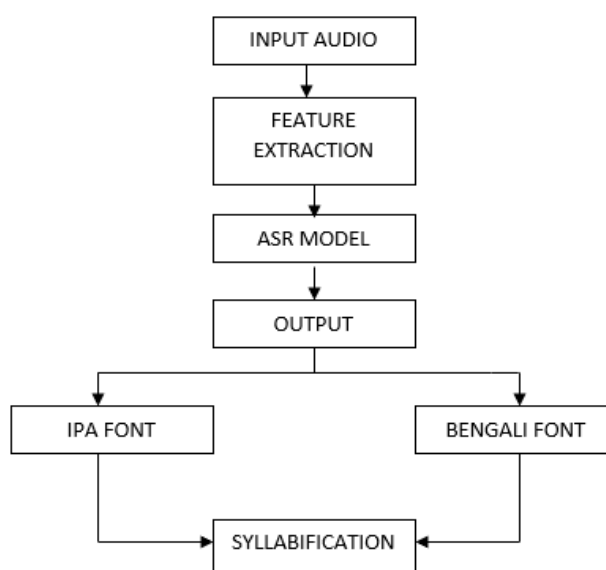 INPUT AUDIO
FEATURE
EXTRACTION
ASR MODEL
OUTPUT
IPA FONT
BENGALI FONT
SYLLABIFICATION